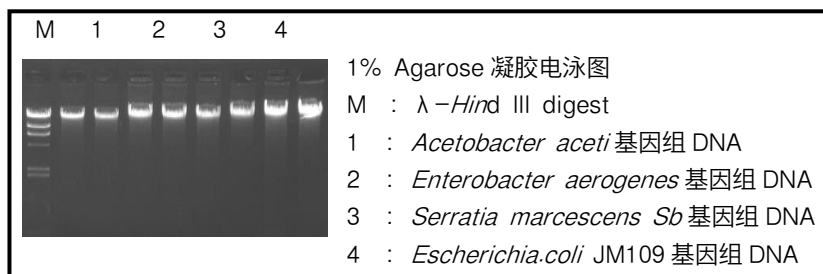 M 1 2 3 4
1% Agarose 凝胶电泳图
M : λ-Hind III digest
1 : Acetobacter aceti 基因组 DNA
2 : Enterobacter aerogenes 基因组 DNA
3 : Serratia marcescens Sb 基因组 DNA
4 : Escherichia.coli JM109 基因组 DNA